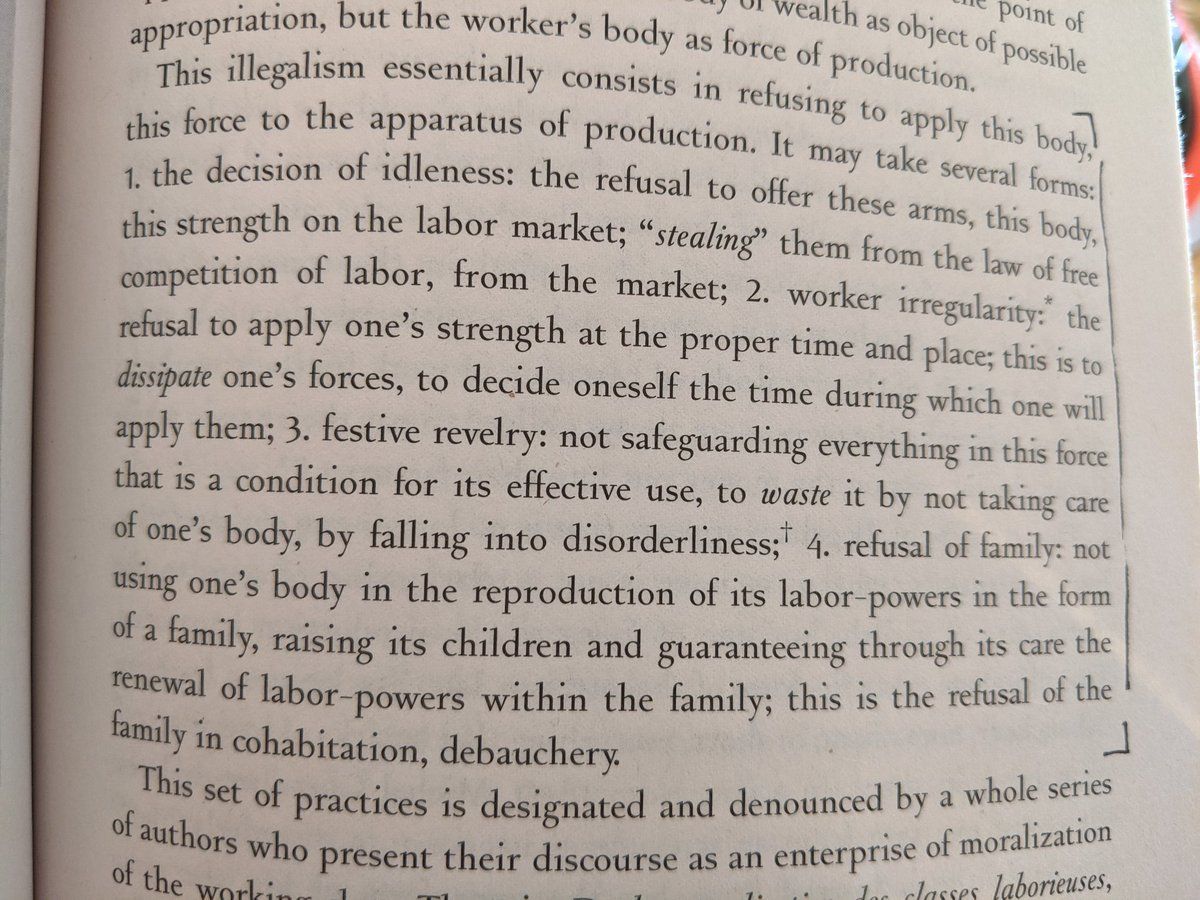 the point of
of wealth as object of possible
appropriation, but the worker's body as force of production.
This illegalism essentially consists in refusing to apply this body,
this force to the apparatus of production. It may take several forms:
1. the decision of idleness: the refusal to offer these arms, this body,
this strength on the labor market; “stealing” them from the law of free
competition of labor, from the market; 2. worker irregularity:* the
refusal to apply one's strength at the proper time and place; this is to
dissipate one's forces, to decide oneself the time during which one will
apply them; 3. festive revelry: not safeguarding everything in this force
that is a condition for its effective use, to waste it by not taking care
of one's body, by falling into disorderliness;† 4. refusal of family: not
using one's body in the reproduction of its labor-powers in the form
of a family, raising its children and guaranteeing through its care the
renewal of labor-powers within the family; this is the refusal of the
family in cohabitation, debauchery.
This set of practices is designated and denounced by a whole series
of authors who present their discourse as an enterprise of moralization
of the working des classes laborieuses,